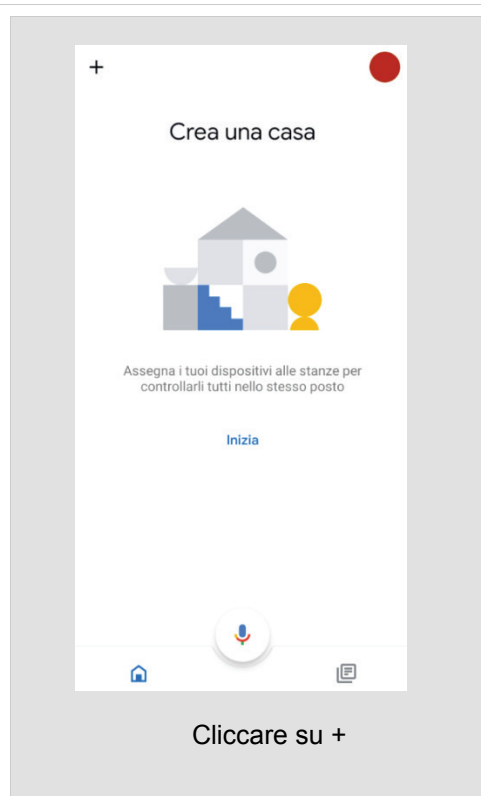 +
Crea una casa
Assegna i tuoi dispositivi alle stanze per
controllarli tutti nello stesso posto
Inizia
Cliccare su +